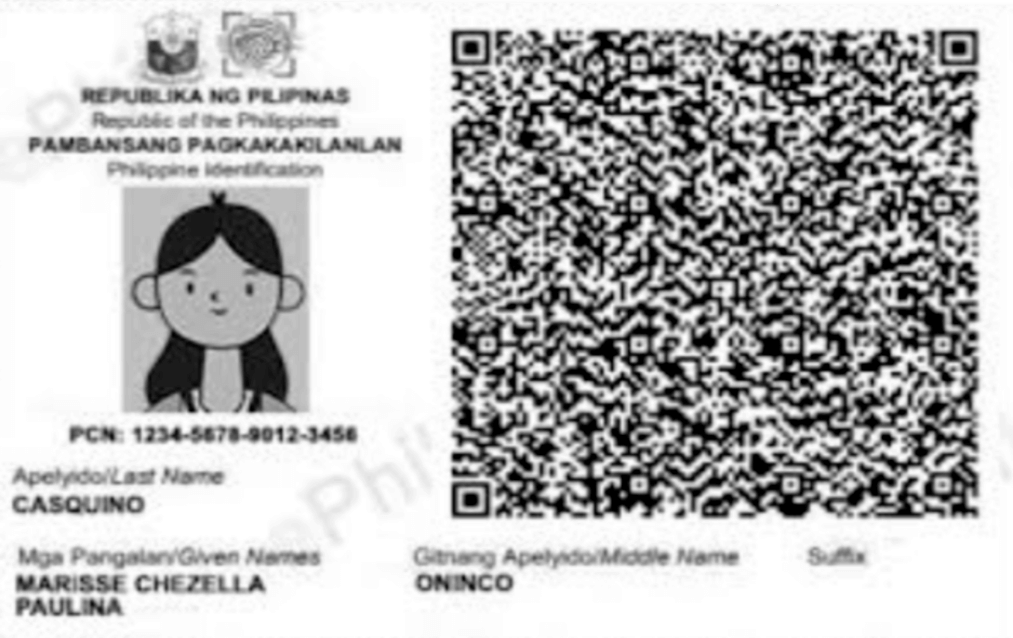 REPUBLIKA NG PILIPINAS
Republic of the Philippines
PAMBANSANG PAGKAKAKILANLAN
Philippine Identification
PCN: 1234-5678-9012-3456
Apelyido/Last Name
CASQUINO
Mga Pangalan/Given Names
MARISSE CHEZELLA
PAULINA
Gitnang Apelyido/Middle Name
ONINCO
Suffix